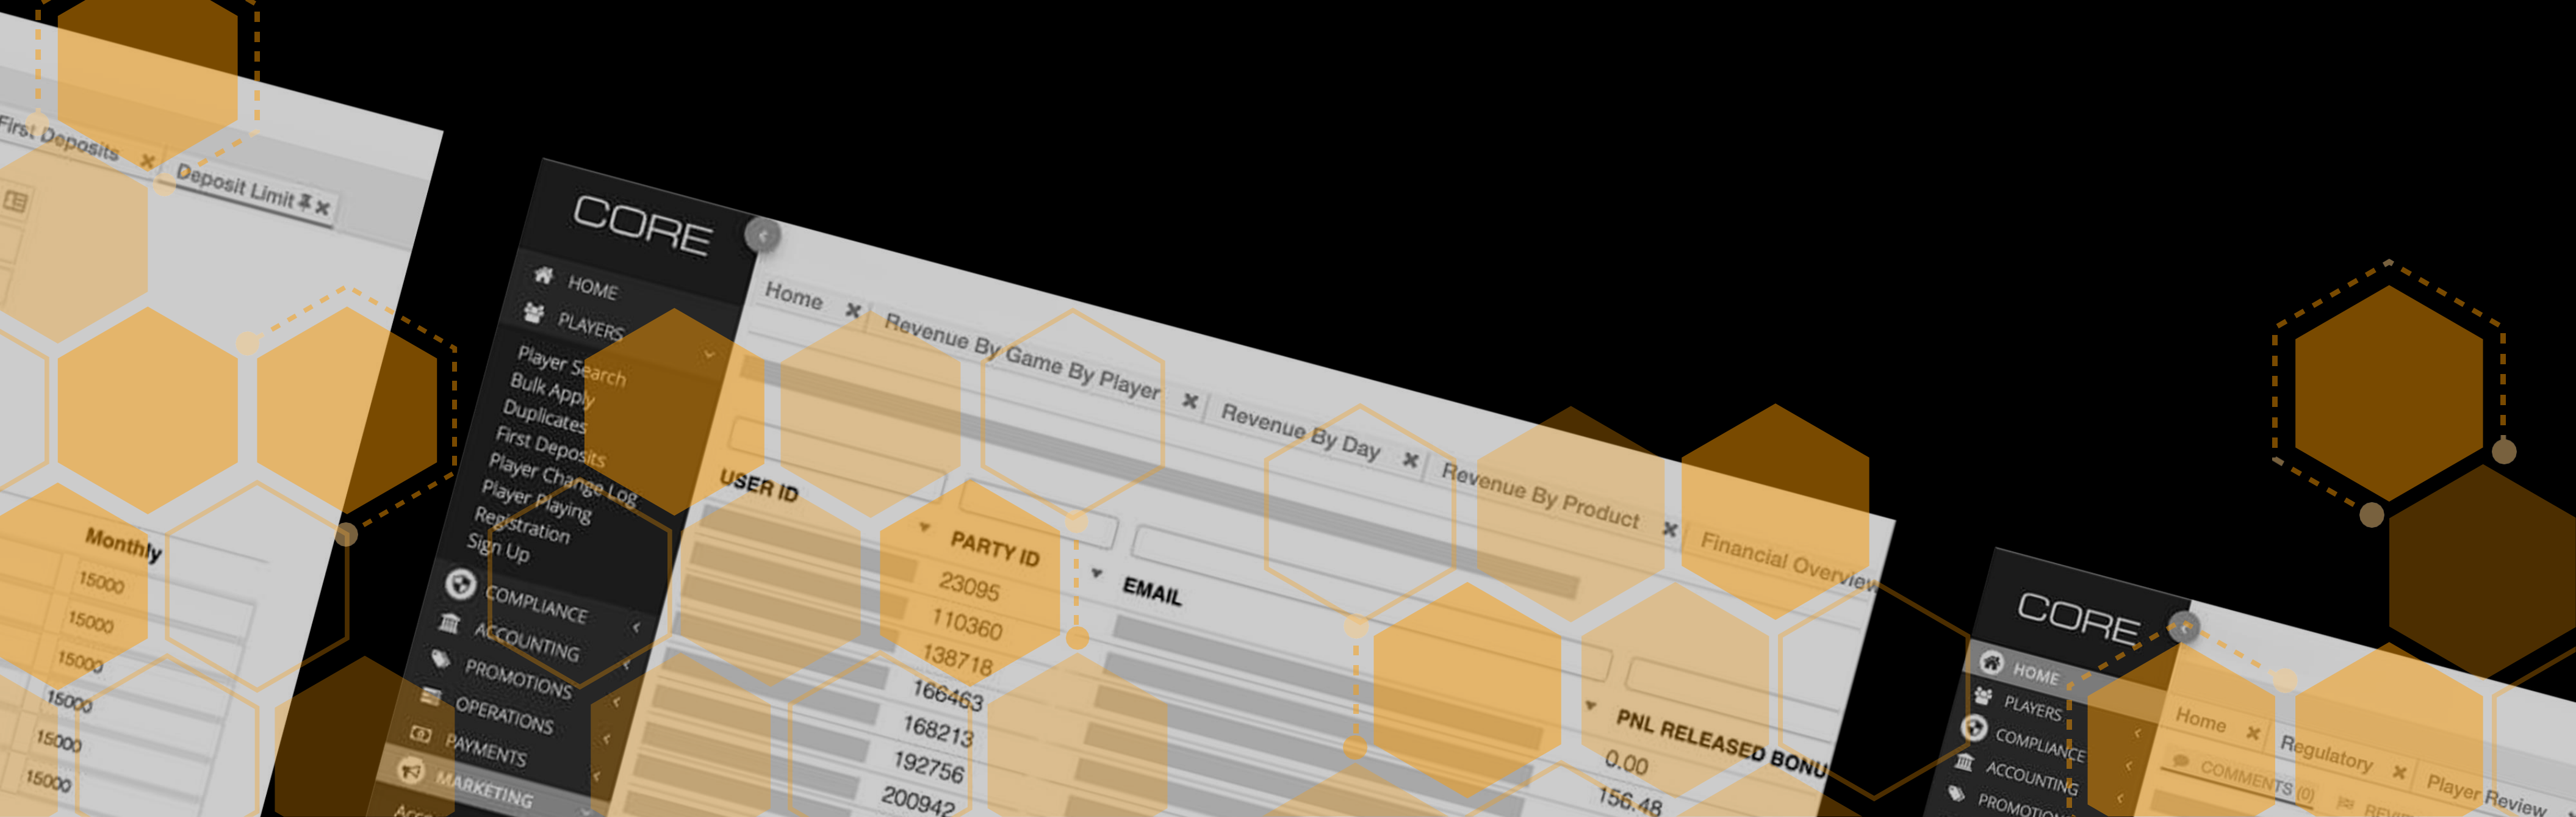 First Deposits
Deposit Limit
Monthly
15000
15000
15000
15000
15000
15000
CORE
HOME
PLAYERS
Player Search
Bulk Apply
Duplicates
First Deposits
Player Change Log
Player Playing
Registration
Sign Up
COMPLIANCE
ACCOUNTING
PROMOTIONS
OPERATIONS
PAYMENTS
MARKETING
Home
Revenue By Game By Player
Revenue By Day
Revenue By Product
Financial Overview
USER ID
PARTY ID
23095
110360
138718
166463
168213
192756
200942
EMAIL
PNL RELEASED BONU
0.00
156.48
CORE
HOME
PLAYERS
COMPLIANCE
ACCOUNTING
PROMOTION
Home
Regulatory
Player Review
COMMENTS (0)